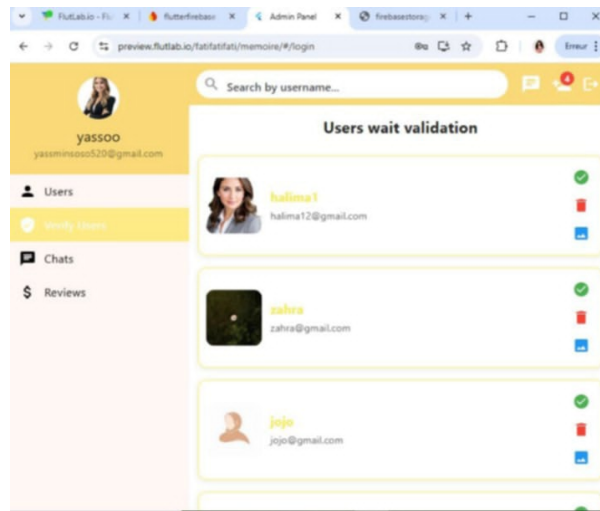 FlutLab.io - Flu
flutterfirebase
Admin Panel
firebasestorag
preview.flutlab.io/fatifatifati/memoire/#/login
Erreur
Search by username...
4
yassoo
yassminsoso520@gmail.com
Users
Verify Users
Chats
Reviews
Users wait validation
halima1
halima12@gmail.com
zahra
zahra@gmail.com
jojo
jojo@gmail.com